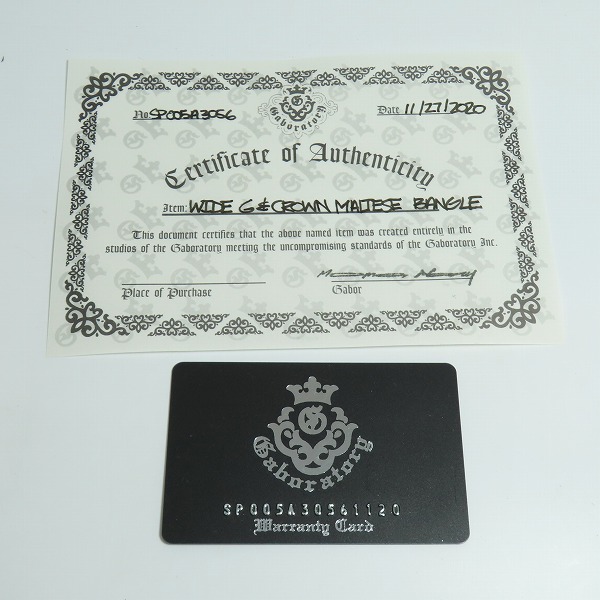 No. SP005A3056
Gaboratory
Date 11/27/2020
Certificate of Authenticity
Item: WIDE G & CROWN MALTESE BANGLE
This document certifies that the above named item was created entirely in the
studios of the Gaboratory meeting the uncompromising standards of the Gaboratory Inc.
Place of Purchase
Gabor
G
Gaboratory
SP005A30561120
Warranty Card